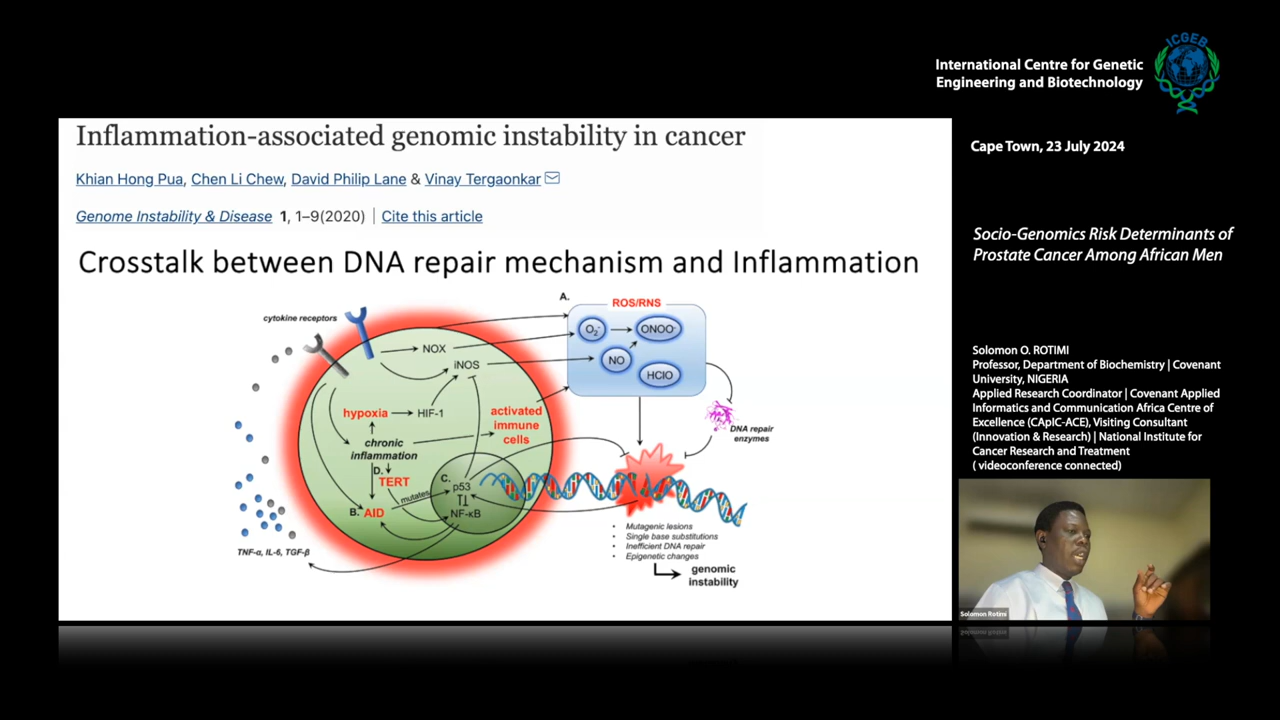 ICGEB
International Centre for Genetic
Engineering and Biotechnology
Cape Town, 23 July 2024
Socio-Genomics Risk Determinants of
Prostate Cancer Among African Men
Solomon O. ROTIMI
Professor, Department of Biochemistry | Covenant
University, NIGERIA
Applied Research Coordinator | Covenant Applied
Informatics and Communication Africa Centre of
Excellence (CApIC-ACE), Visiting Consultant
(Innovation & Research) | National Institute for
Cancer Research and Treatment
( videoconference connected)
Solomon Rotimi
Inflammation-associated genomic instability in cancer
Khian Hong Pua, Chen Li Chew, David Philip Lane & Vinay Tergaonkar
Genome Instability & Disease 1, 1–9(2020) | Cite this article
Crosstalk between DNA repair mechanism and Inflammation
cytokine receptors
A.
ROS/RNS
O2-
ONOO-
NO
HClO
NOX
iNOS
hypoxia
HIF-1
activated
immune
cells
chronic
inflammation
D.
TERT
B. AID
mutates
C.
p53
NF-κB
TNF-α, IL-6, TGF-β
DNA repair
enzymes
• Mutagenic lesions
• Single base substitutions
• Inefficient DNA repair
• Epigenetic changes
genomic
instability